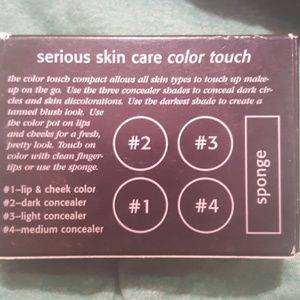 serious skin care color touch
the color touch compact allows all skin types to touch up make-
up on the go. Use the three concealer shades to conceal dark cir-
cles and skin discolorations. Use the darkest shade to create a
tanned blush look. Use
the color pot on lips
and cheeks for a fresh,
pretty look. Touch on
color with clean finger-
tips or use the sponge.
#2
#3
#1
#4
sponge
#1–lip & cheek color
#2–dark concealer
#3–light concealer
#4–medium concealer